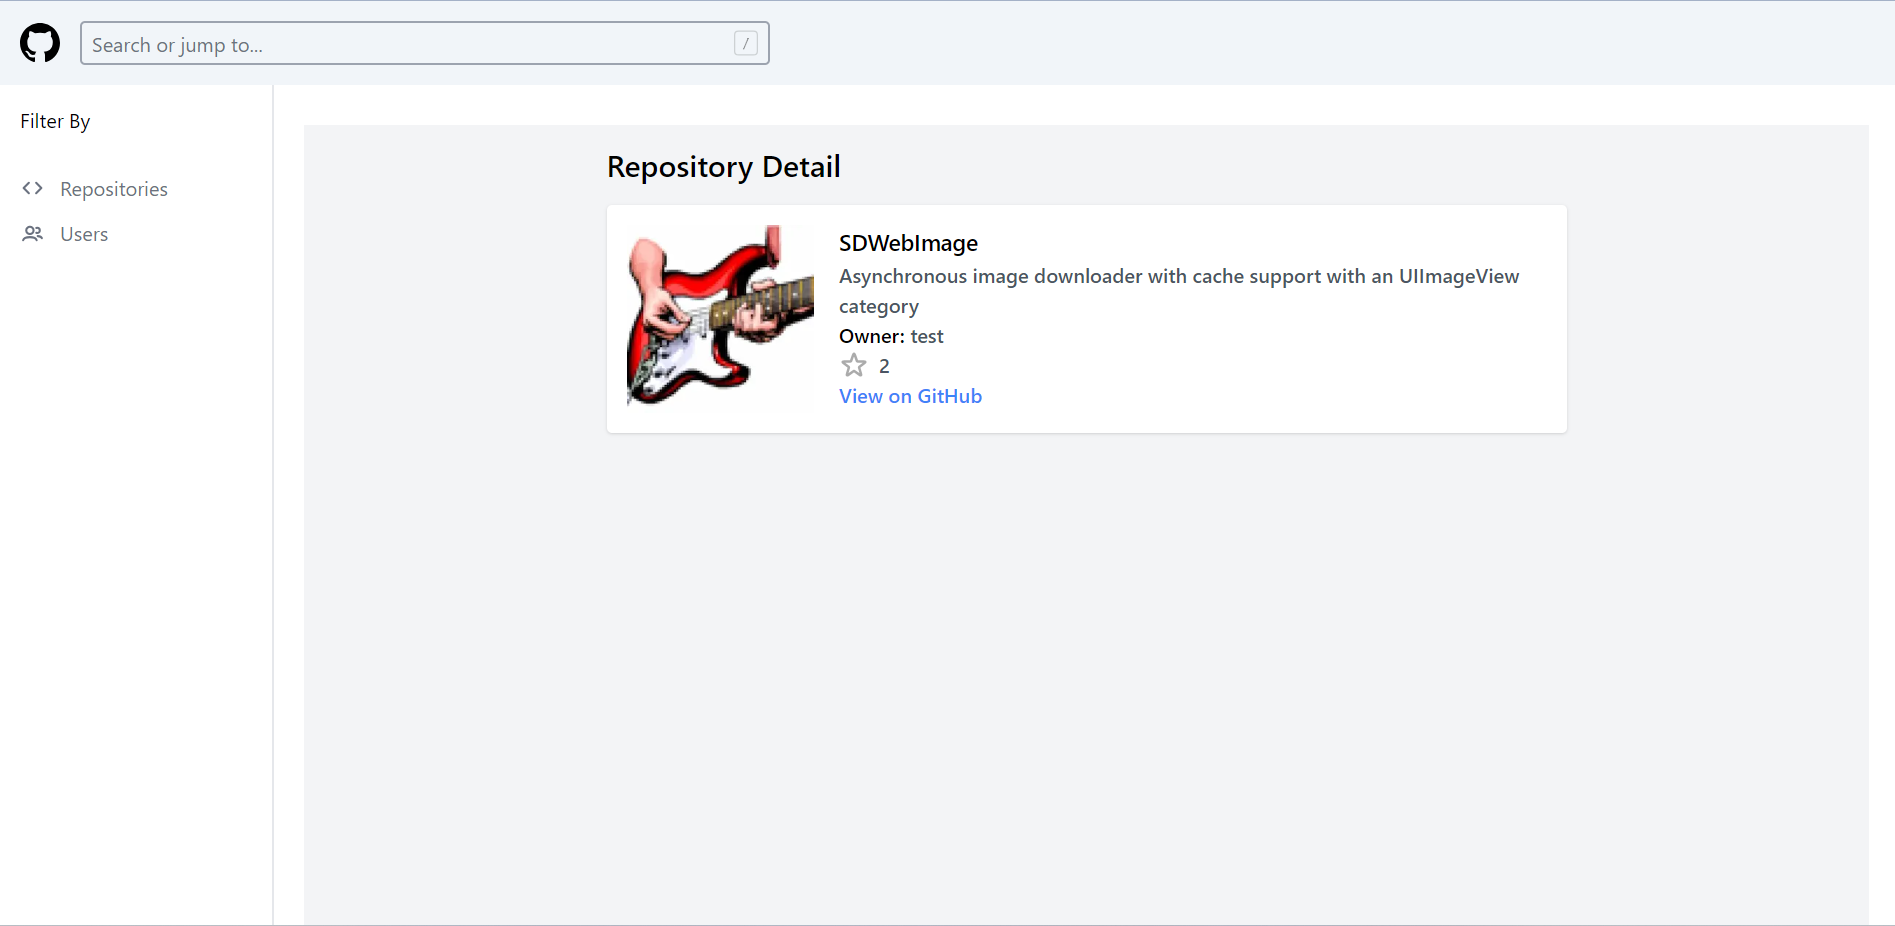 Search or jump to...
/
Filter By
Repositories
Users
Repository Detail
SDWebImage
Asynchronous image downloader with cache support with an UIImageView
category
Owner: test
2
View on GitHub